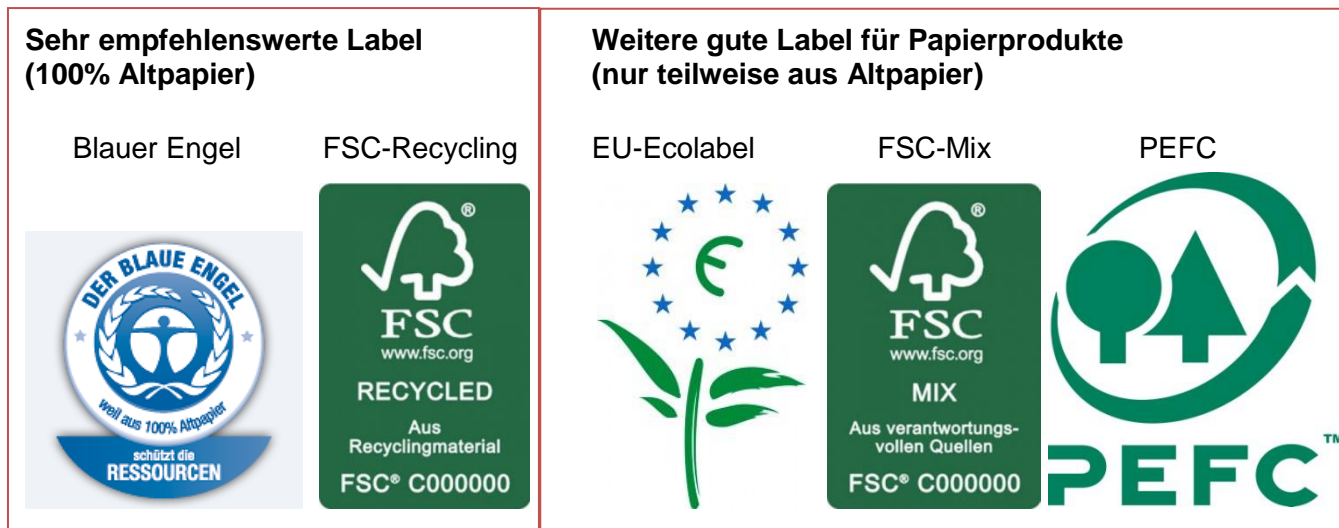 Sehr empfehlenswerte Label
(100% Altpapier)
Blauer Engel
FSC-Recycling
DER BLAUE ENGEL
weil aus 100% Altpapier
schützt die
RESSOURCEN
®
FSC
www.fsc.org
RECYCLED
Aus
Recyclingmaterial
FSC® C000000
Weitere gute Label für Papierprodukte
(nur teilweise aus Altpapier)
EU-Ecolabel
FSC-Mix
PEFC
®
FSC
www.fsc.org
MIX
Aus verantwortungs-
vollen Quellen
FSC® C000000
PEFC™